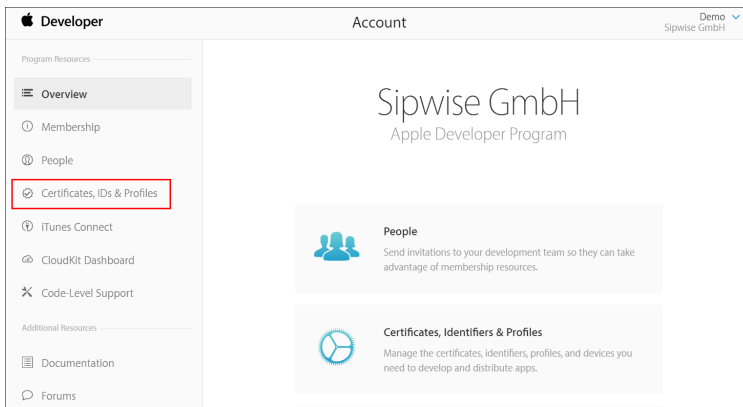 Developer
Account
Demo
Sipwise GmbH
Program Resources
Overview
Membership
People
Certificates, IDs & Profiles
iTunes Connect
CloudKit Dashboard
Code-Level Support
Additional Resources
Documentation
Forums
Sipwise GmbH
Apple Developer Program
People
Send invitations to your development team so they can take
advantage of membership resources.
Certificates, Identifiers & Profiles
Manage the certificates, identifiers, profiles, and devices you
need to develop and distribute apps.